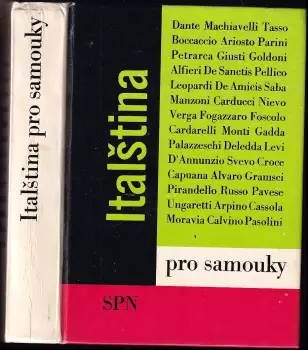 Italština pro samouky
Italština
Dante Machiavelli Tasso
Boccaccio Ariosto Parini
Petrarca Giusti Goldoni
Alfieri De Sanctis Pellico
Leopardi De Amicis Saba
Manzoni Carducci Nievo
Verga Fogazzaro Foscolo
Cardarelli Monti Gadda
Palazzeschi Deledda Levi
D'Annunzio Svevo Croce
Capuana Alvaro Gramsci
Pirandello Russo Pavese
Ungaretti Arpino Cassola
Moravia Calvino Pasolini
pro samouky
SPN